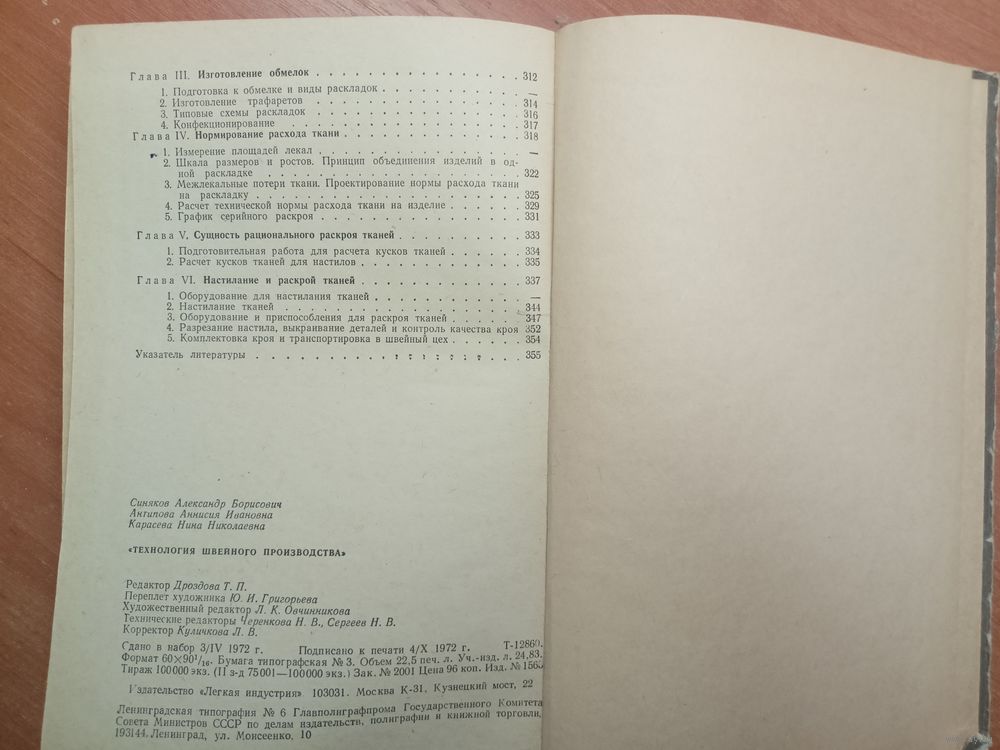 Глава III. Изготовление обмелок . . . . . . . . . . . . . . . . 312
1. Подготовка к обмелке и виды раскладок . . . . . . . . . . . —
2. Изготовление трафаретов . . . . . . . . . . . . . . . . 314
3. Типовые схемы раскладок . . . . . . . . . . . . . . . . 316
4. Конфекционирование . . . . . . . . . . . . . . . . . . 317
Глава IV. Нормирование расхода ткани . . . . . . . . . . . . . . 318
1. Измерение площадей лекал . . . . . . . . . . . . . . . . —
2. Шкала размеров и ростов. Принцип объединения изделий в од-
ной раскладке . . . . . . . . . . . . . . . . . . . . 322
3. Межлекальные потери ткани. Проектирование нормы расхода ткани
на раскладку . . . . . . . . . . . . . . . . . . . . . 325
4. Расчет технической нормы расхода ткани на изделие . . . . . . 329
5. График серийного раскроя . . . . . . . . . . . . . . . . 331
Глава V. Сущность рационального раскроя тканей . . . . . . . . . . 333
1. Подготовительная работа для расчета кусков тканей . . . . . . 334
2. Расчет кусков тканей для настилов . . . . . . . . . . . . . 335
Глава VI. Настилание и раскрой тканей . . . . . . . . . . . . . 337
1. Оборудование для настилания тканей . . . . . . . . . . . . —
2. Настилание тканей . . . . . . . . . . . . . . . . . . . 344
3. Оборудование и приспособления для раскроя тканей . . . . . . 347
4. Разрезание настила, выкраивание деталей и контроль качества кроя 352
5. Комплектовка кроя и транспортировка в швейный цех . . . . . . 354
Указатель литературы . . . . . . . . . . . . . . . . . . . . 355
Синяков Александр Борисович
Антипова Аннисия Ивановна
Карасева Нина Николаевна
«ТЕХНОЛОГИЯ ШВЕЙНОГО ПРОИЗВОДСТВА»
Редактор Дроздова Т. П.
Переплет художника Ю. И. Григорьева
Художественный редактор Л. К. Овчинникова
Технические редакторы Черенкова Н. В., Сергеев Н. В.
Корректор Куличкова Л. В.
Сдано в набор 3/IV 1972 г. Подписано к печати 4/X 1972 г. Т-12860.
Формат 60×90¹/₁₆. Бумага типографская № 3. Объем 22,5 печ. л. Уч.-изд. л. 24,83.
Тираж 100 000 экз. (II з-д 75 001—100 000 экз.) Зак. № 2001 Цена 96 коп. Изд. №
Издательство «Легкая индустрия» 103031. Москва К-31. Кузнецкий мост, 22
Ленинградская типография № 6 Главполиграфпрома Государственного Комитета
Совета Министров СССР по делам издательств, полиграфии и книжной торговли,
193144. Ленинград, ул. Моисеенко, 10